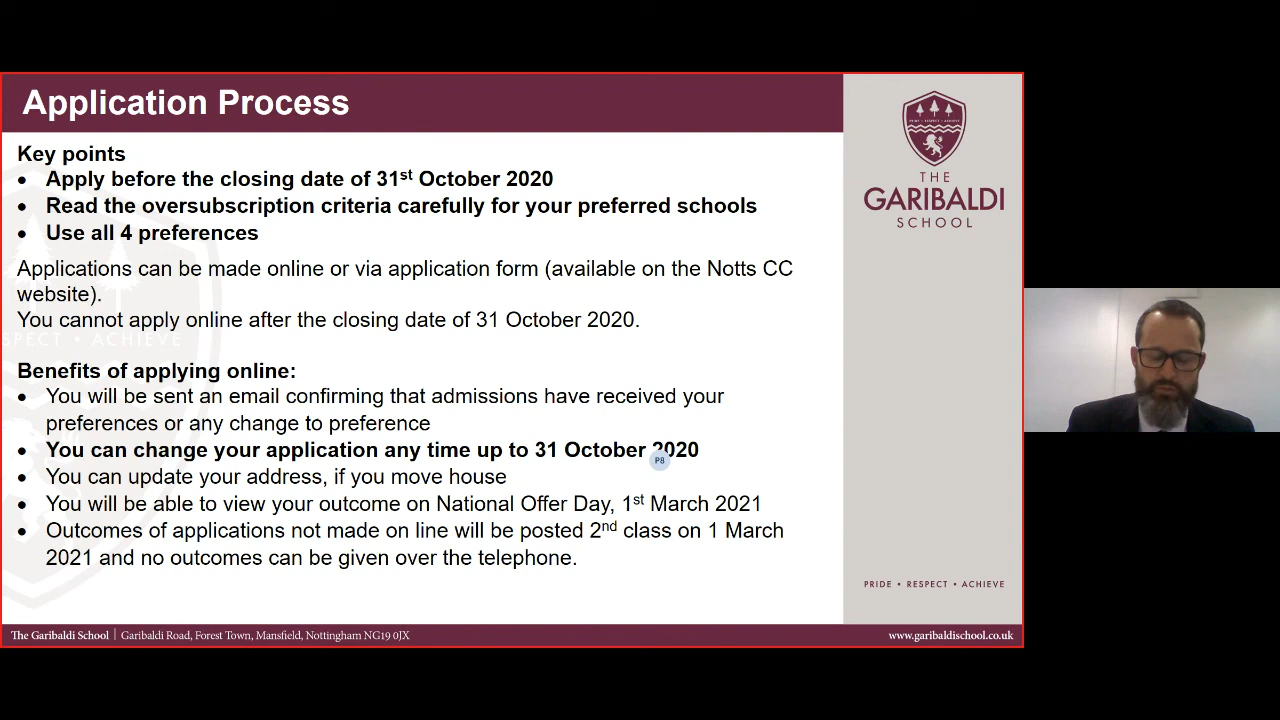 Application Process
Key points
• Apply before the closing date of 31st October 2020
• Read the oversubscription criteria carefully for your preferred schools
• Use all 4 preferences
Applications can be made online or via application form (available on the Notts CC
website).
You cannot apply online after the closing date of 31 October 2020.
Benefits of applying online:
• You will be sent an email confirming that admissions have received your
preferences or any change to preference
• You can change your application any time up to 31 October 2020
P8
• You can update your address, if you move house
• You will be able to view your outcome on National Offer Day, 1st March 2021
• Outcomes of applications not made on line will be posted 2nd class on 1 March
2021 and no outcomes can be given over the telephone.
PRIDE • RESPECT • ACHIEVE
THE
GARIBALDI
SCHOOL
PRIDE • RESPECT • ACHIEVE
SPECT • ACHIEVE
The Garibaldi School | Garibaldi Road, Forest Town, Mansfield, Nottingham NG19 0JX
www.garibaldischool.co.uk